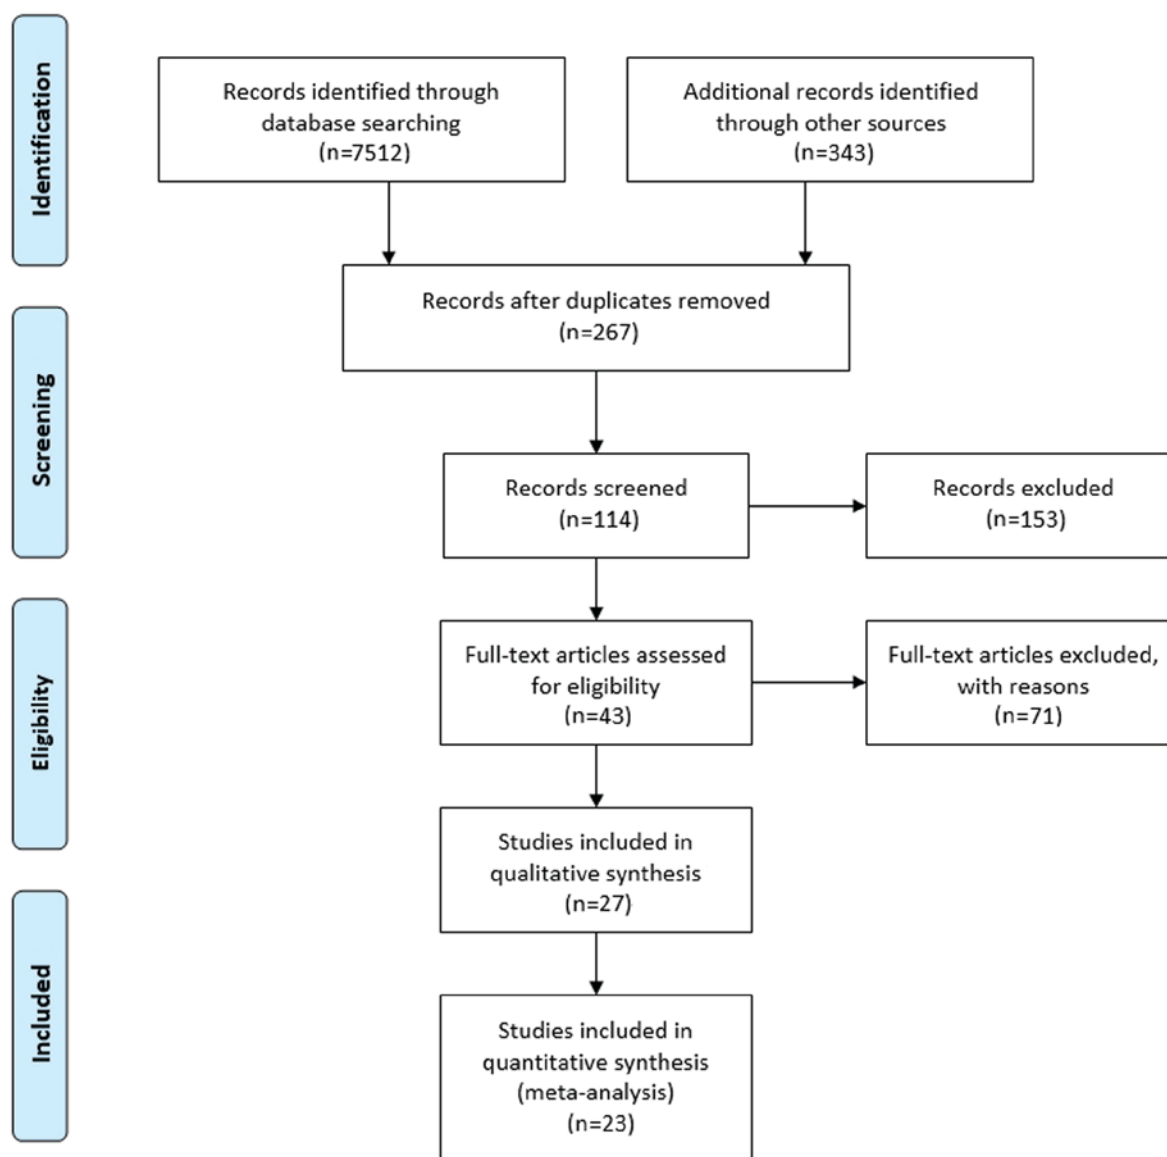 Identification
Records identified through
database searching
(n=7512)
Additional records identified
through other sources
(n=343)
Records after duplicates removed
(n=267)
Screening
Records screened
(n=114)
Records excluded
(n=153)
Eligibility
Full-text articles assessed
for eligibility
(n=43)
Full-text articles excluded,
with reasons
(n=71)
Studies included in
qualitative synthesis
(n=27)
Included
Studies included in
quantitative synthesis
(meta-analysis)
(n=23)